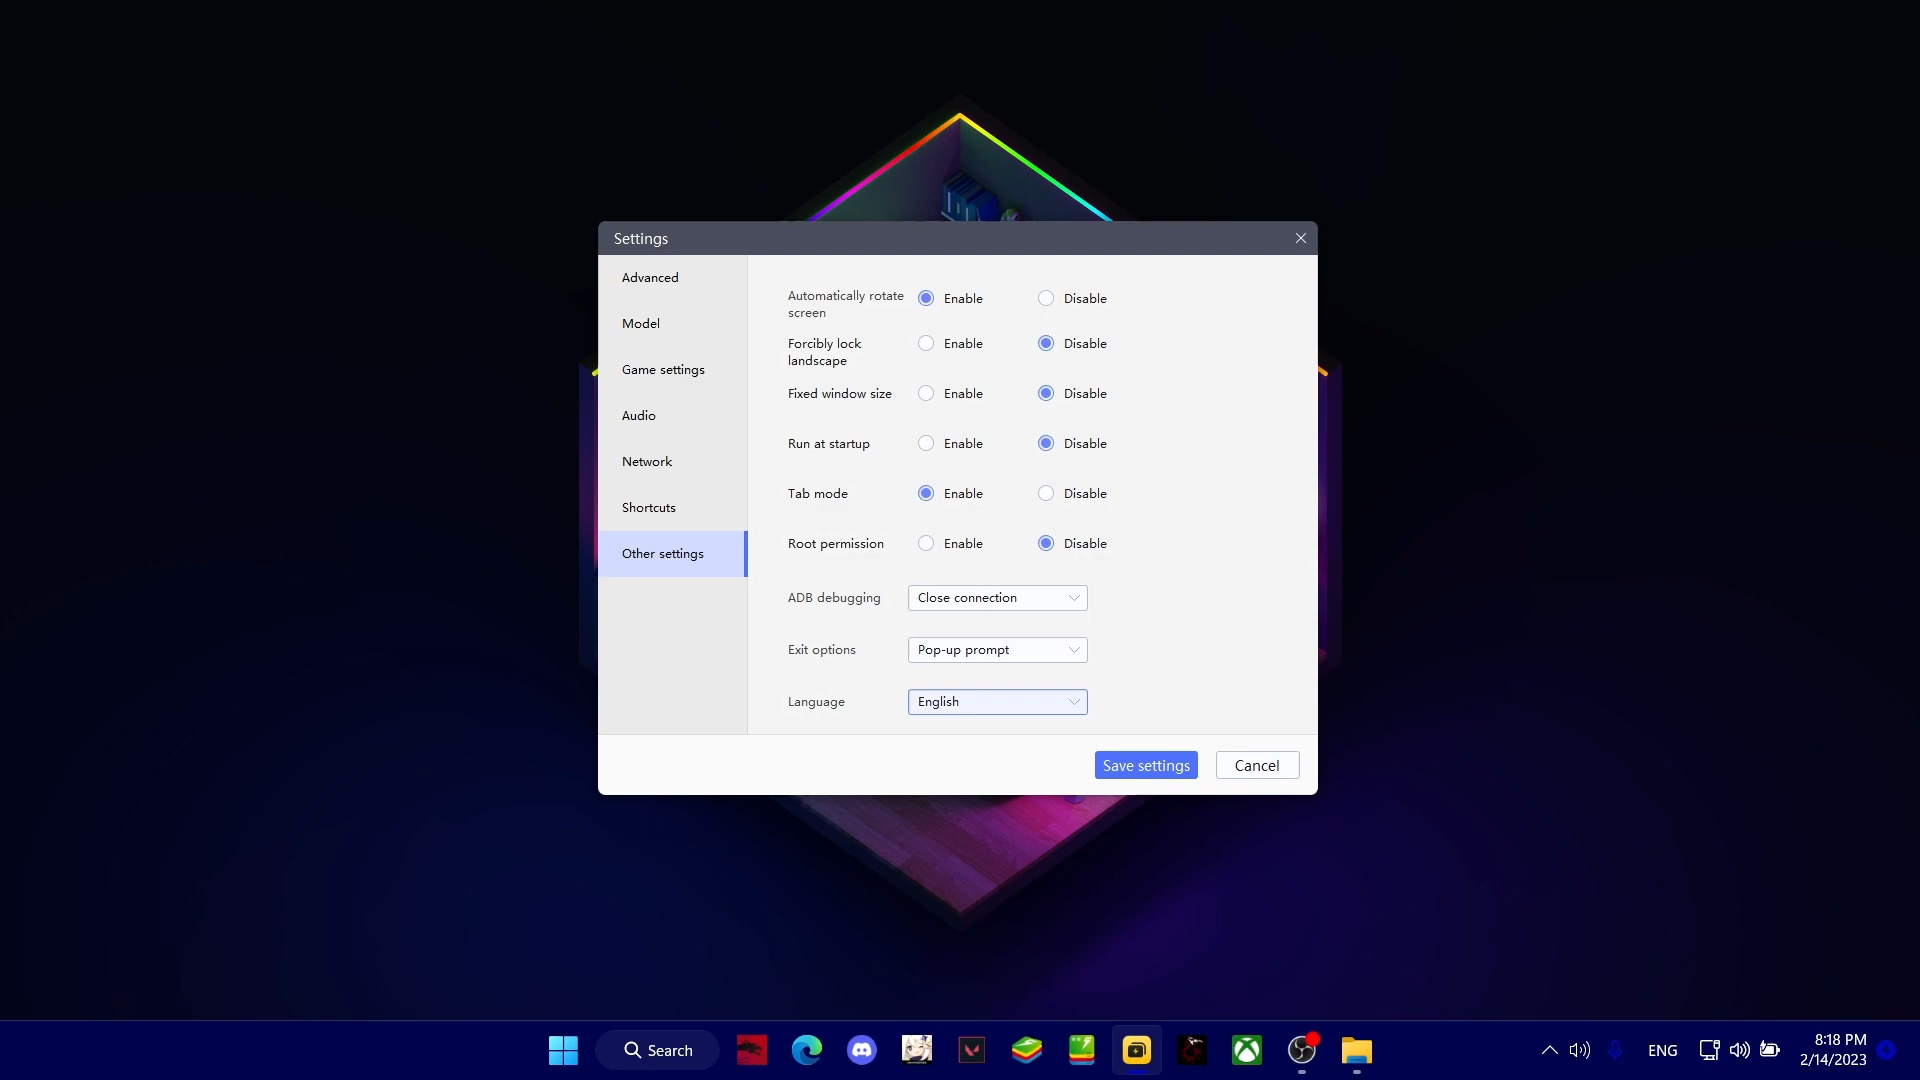 Settings
Advanced
Model
Game settings
Audio
Network
Shortcuts
Other settings
Automatically rotate
screen
Enable
Disable
Forcibly lock
landscape
Enable
Disable
Fixed window size
Enable
Disable
Run at startup
Enable
Disable
Tab mode
Enable
Disable
Root permission
Enable
Disable
ADB debugging
Close connection
Exit options
Pop-up prompt
Language
English
Save settings
Cancel
Search
ENG
8:18 PM
2/14/2023